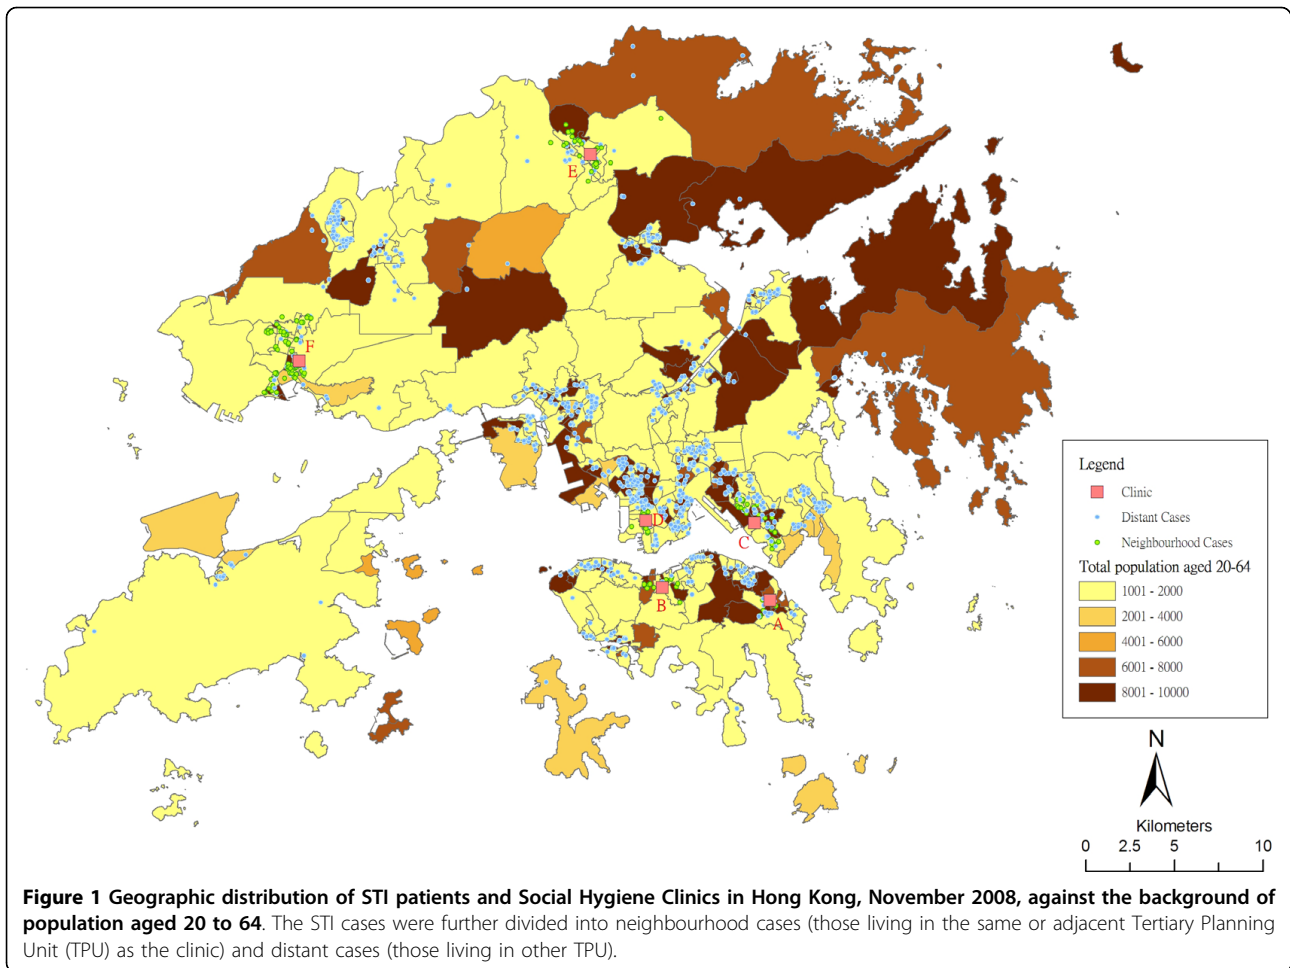 E
F
D
C
B
A
Legend
Clinic
Distant Cases
Neighbourhood Cases
Total population aged 20-64
1001 - 2000
2001 - 4000
4001 - 6000
6001 - 8000
8001 - 10000
N
Kilometers
0 2.5 5 10
Figure 1 Geographic distribution of STI patients and Social Hygiene Clinics in Hong Kong, November 2008, against the background of
population aged 20 to 64. The STI cases were further divided into neighbourhood cases (those living in the same or adjacent Tertiary Planning
Unit (TPU) as the clinic) and distant cases (those living in other TPU).